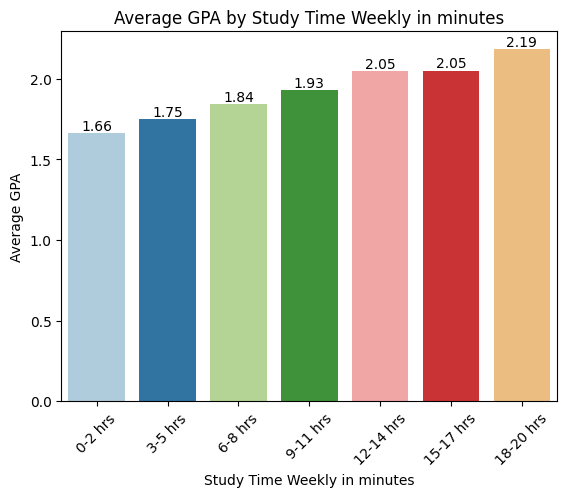 Average GPA by Study Time Weekly in minutes
Average GPA
2.0
1.5
1.0
0.5
0.0
1.66
1.75
1.84
1.93
2.05
2.05
2.19
0-2 hrs
3-5 hrs
6-8 hrs
9-11 hrs
12-14 hrs
15-17 hrs
18-20 hrs
Study Time Weekly in minutes